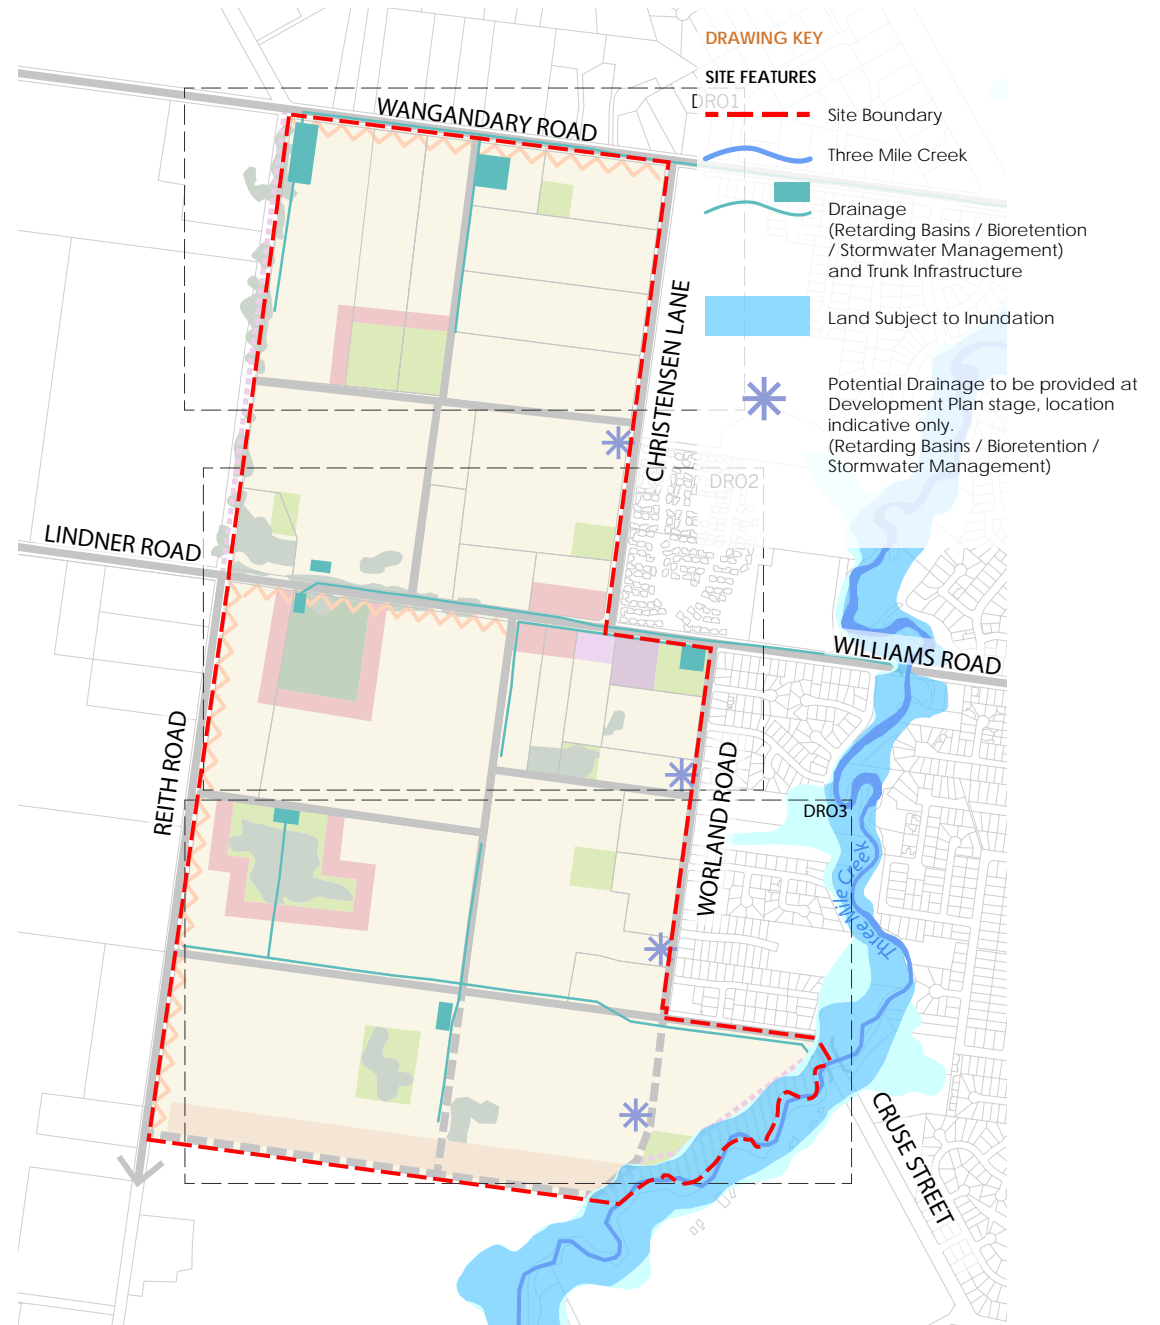 DRAWING KEY
SITE FEATURES
DRO1
WANGANDARY ROAD
Site Boundary
Three Mile Creek
Drainage
(Retarding Basins / Bioretention
/ Stormwater Management)
and Trunk Infrastructure
Land Subject to Inundation
CHRISTENSEN LANE
Potential Drainage to be provided at
Development Plan stage, location
indicative only.
(Retarding Basins / Bioretention /
Stormwater Management)
DRO2
LINDNER ROAD
WILLIAMS ROAD
REITH ROAD
WORLAND ROAD
DRO3
Three Mile Creek
CRUSE STREET